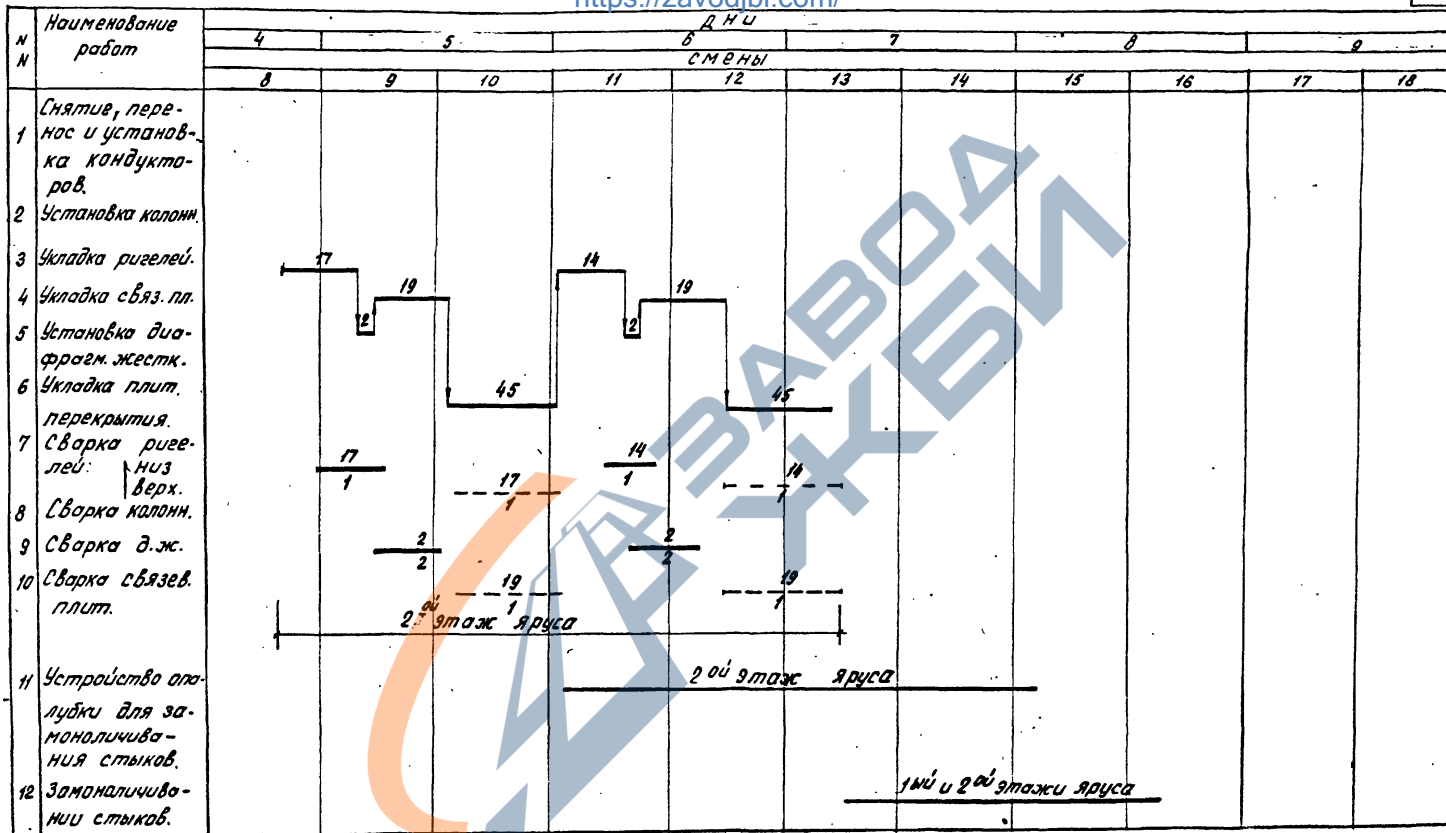 https://zavodjbi.com/
N N
Наименование работ
дни
4 5 6 7 8 9
смены
8 9 10 11 12 13 14 15 16 17 18
1 Снятие, пере-
нос и установ-
ка кондукто-
ров.
2 Установка колонн.
3 Укладка ригелей.
17 14
4 Укладка связ. пл.
19 19
5 Установка диа-
2 2
фрагм. жестк.
6 Укладка плит.
45 45
перекрытия.
7 Сварка риге-
лей: низ
17 14
1 1
верх.
17 14
1 1
8 Сварка колонн.
9 Сварка д.ж.
2 2
2 2
10 Сварка связев.
плит.
19 19
1 1
2ой этаж яруса
11 Устройство опа-
лубки для за-
моноличива-
ния стыков.
2ой этаж яруса
12 Замоналичива-
нии стыков.
1ый и 2ой этажи яруса
ЗАВОД
ЖБИ